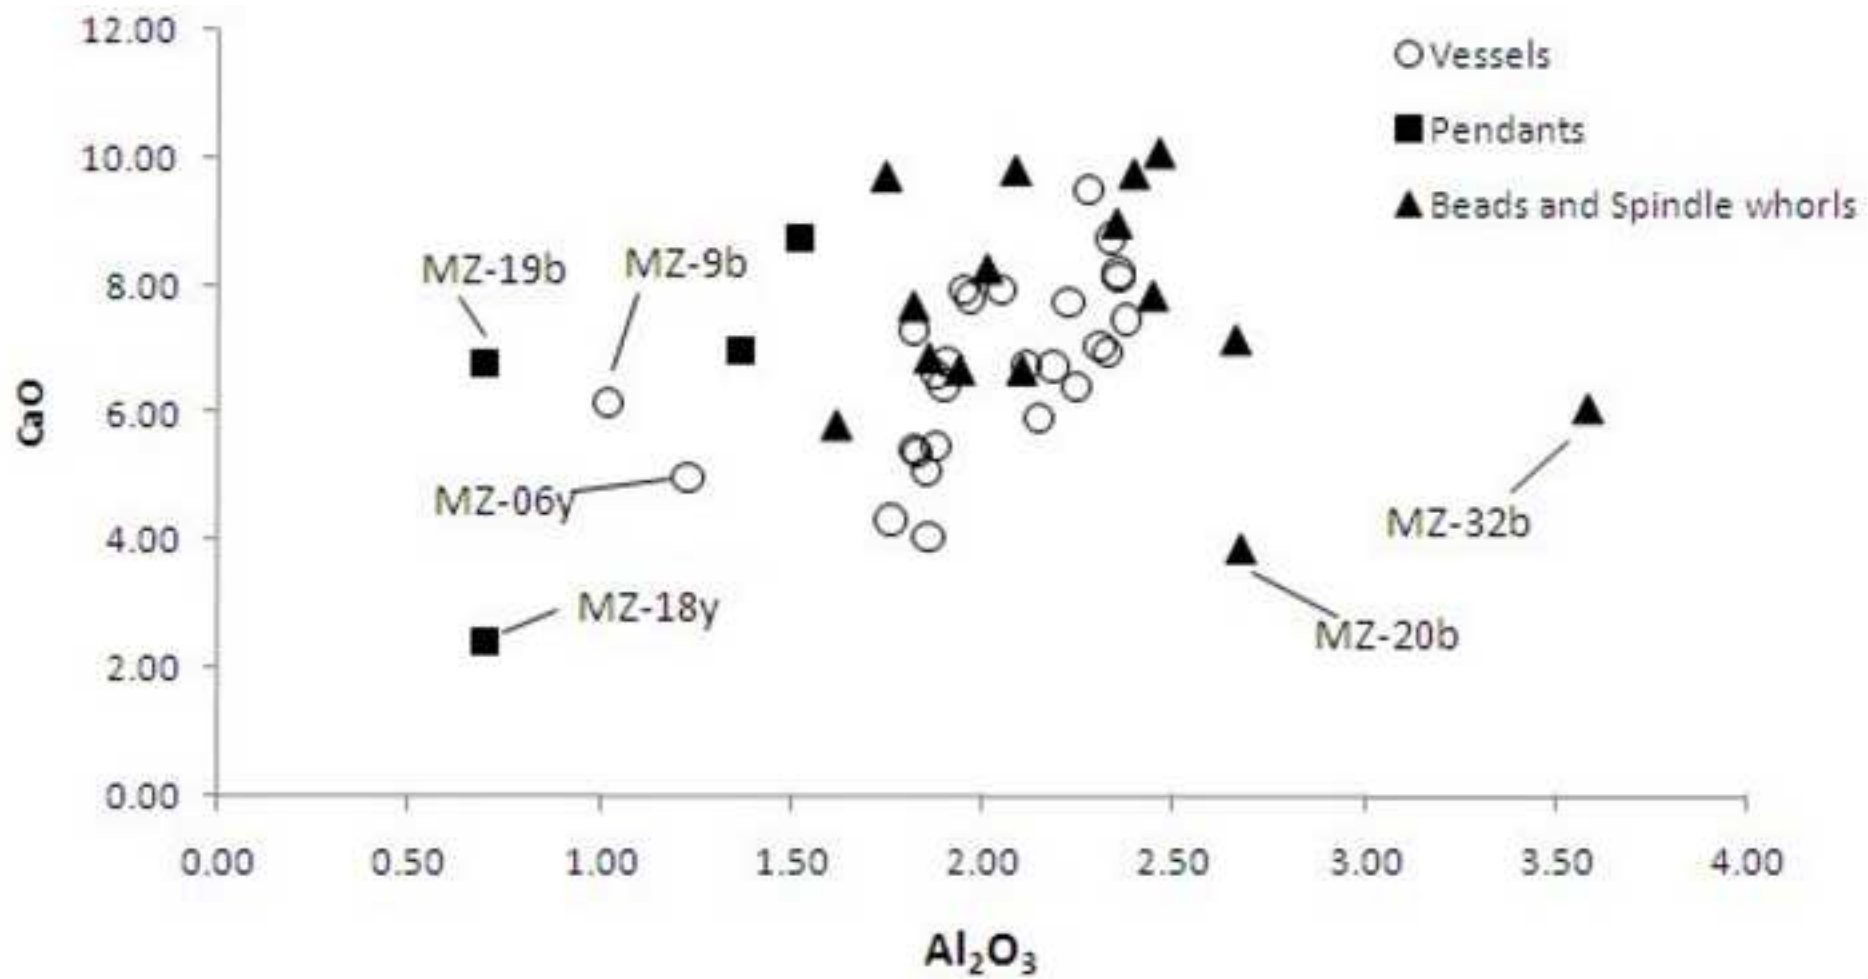 12.00
10.00
8.00
6.00
4.00
2.00
0.00
CaO
Vessels
Pendants
Beads and Spindle whorls
MZ-19b
MZ-9b
MZ-06y
MZ-18y
MZ-32b
MZ-20b
0.00 0.50 1.00 1.50 2.00 2.50 3.00 3.50 4.00
Al₂O₃